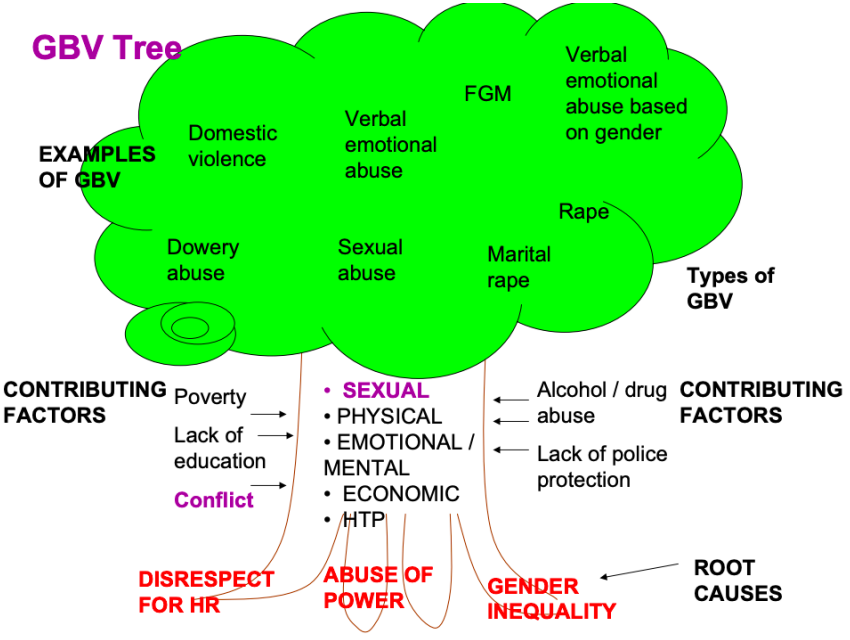 GBV Tree
Verbal
emotional
abuse based
on gender
FGM
Verbal
emotional
abuse
Domestic
violence
EXAMPLES
OF GBV
Rape
Dowery
abuse
Sexual
abuse
Marital
rape
Types of
GBV
CONTRIBUTING
FACTORS
Poverty
Lack of
education
Conflict
• SEXUAL
• PHYSICAL
• EMOTIONAL /
MENTAL
• ECONOMIC
• HTP
Alcohol / drug
abuse
Lack of police
protection
CONTRIBUTING
FACTORS
DISRESPECT
FOR HR
ABUSE OF
POWER
GENDER
INEQUALITY
ROOT
CAUSES